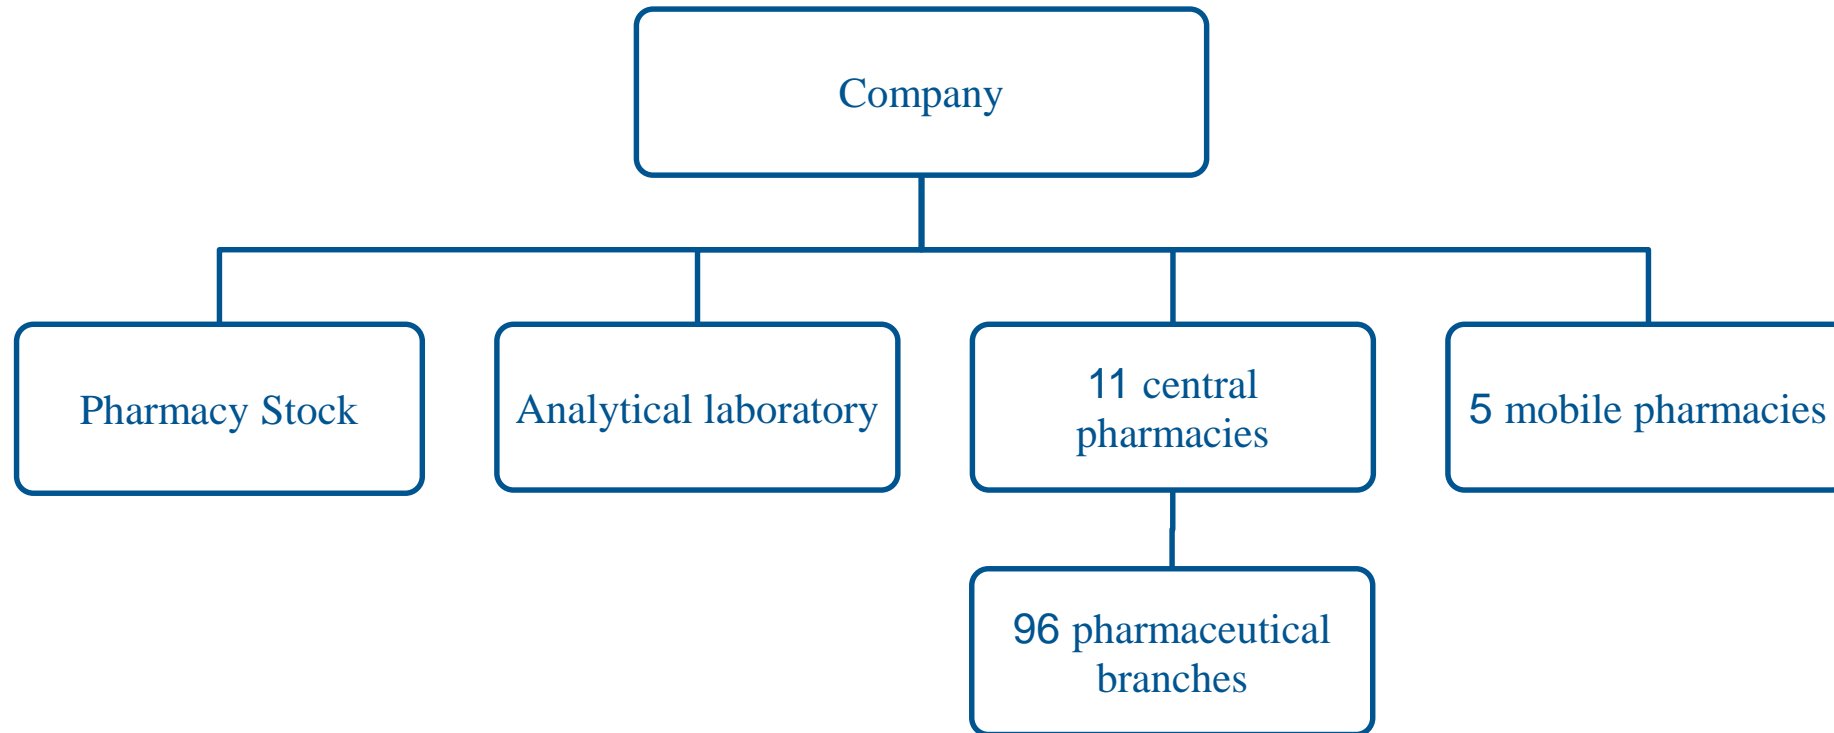 Company
Pharmacy Stock
Analytical laboratory
11 central
pharmacies
5 mobile pharmacies
96 pharmaceutical
branches